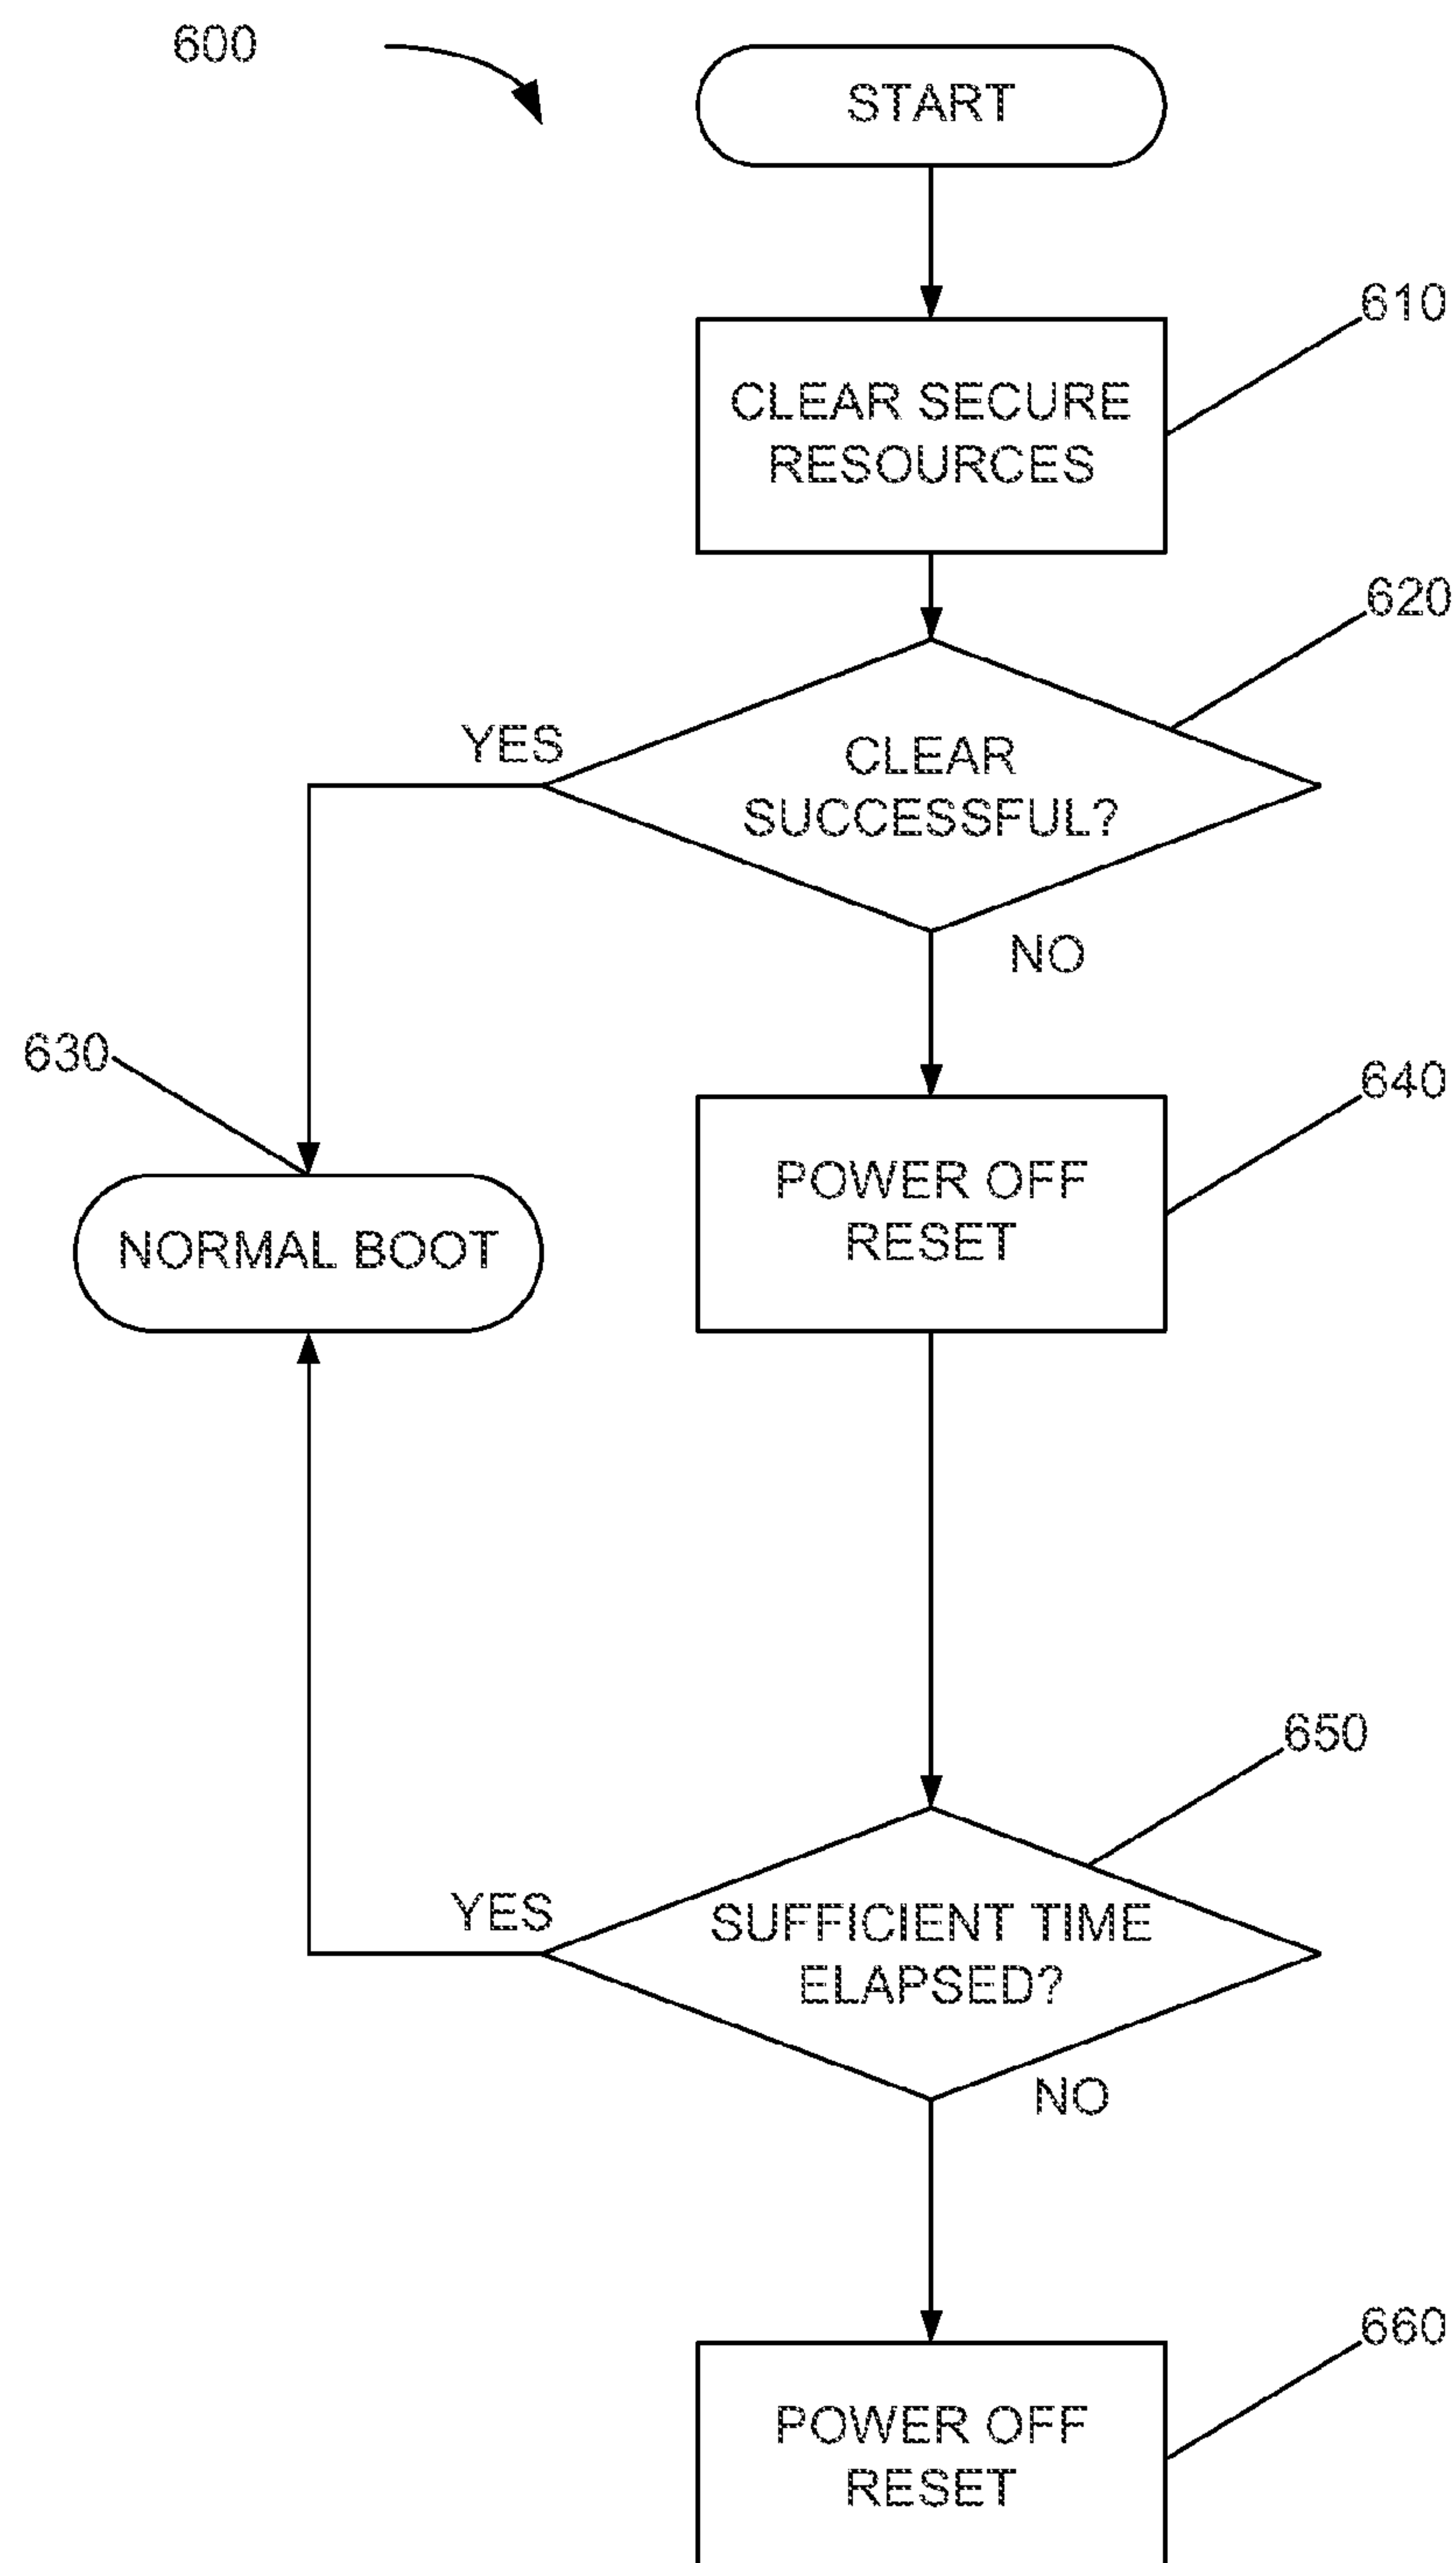 600
START
610
CLEAR SECURE
RESOURCES
620
YES
CLEAR
SUCCESSFUL?
NO
630
640
NORMAL BOOT
POWER OFF
RESET
650
YES
SUFFICIENT TIME
ELAPSED?
NO
660
POWER OFF
RESET